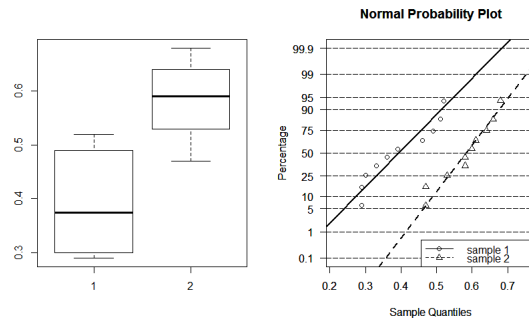 Normal Probability Plot
0.6
0.5
0.4
0.3
1
2
Percentage
99.9
99
95
90
75
50
25
10
5
1
0.1
sample 1
sample 2
0.2 0.3 0.4 0.5 0.6 0.7
Sample Quantiles